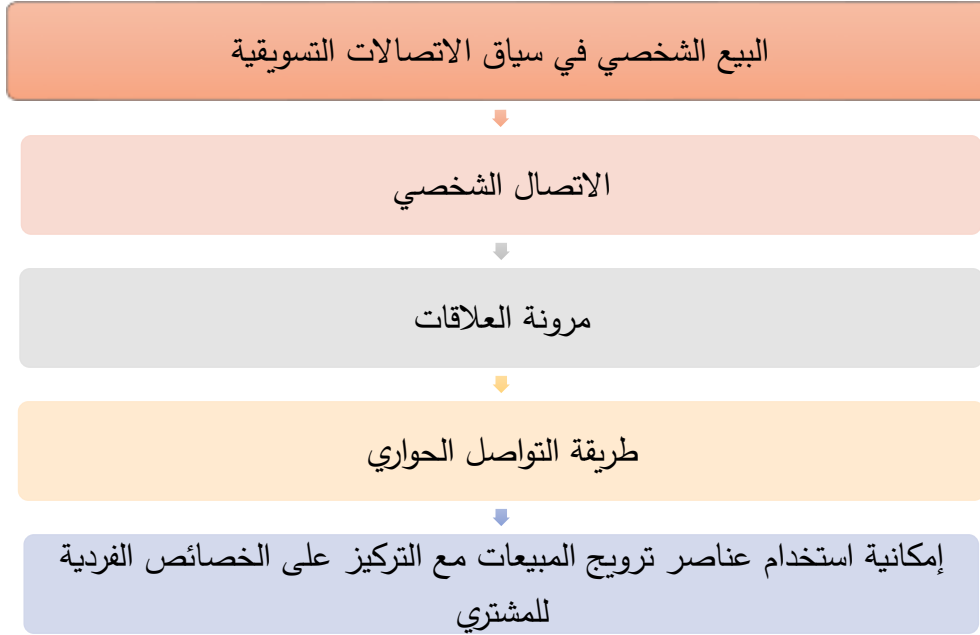 البيع الشخصي في سياق الاتصالات التسويقية
الاتصال الشخصي
مرونة العلاقات
طريقة التواصل الحواري
إمكانية استخدام عناصر ترويج المبيعات مع التركيز على الخصائص الفردية
للمشتري